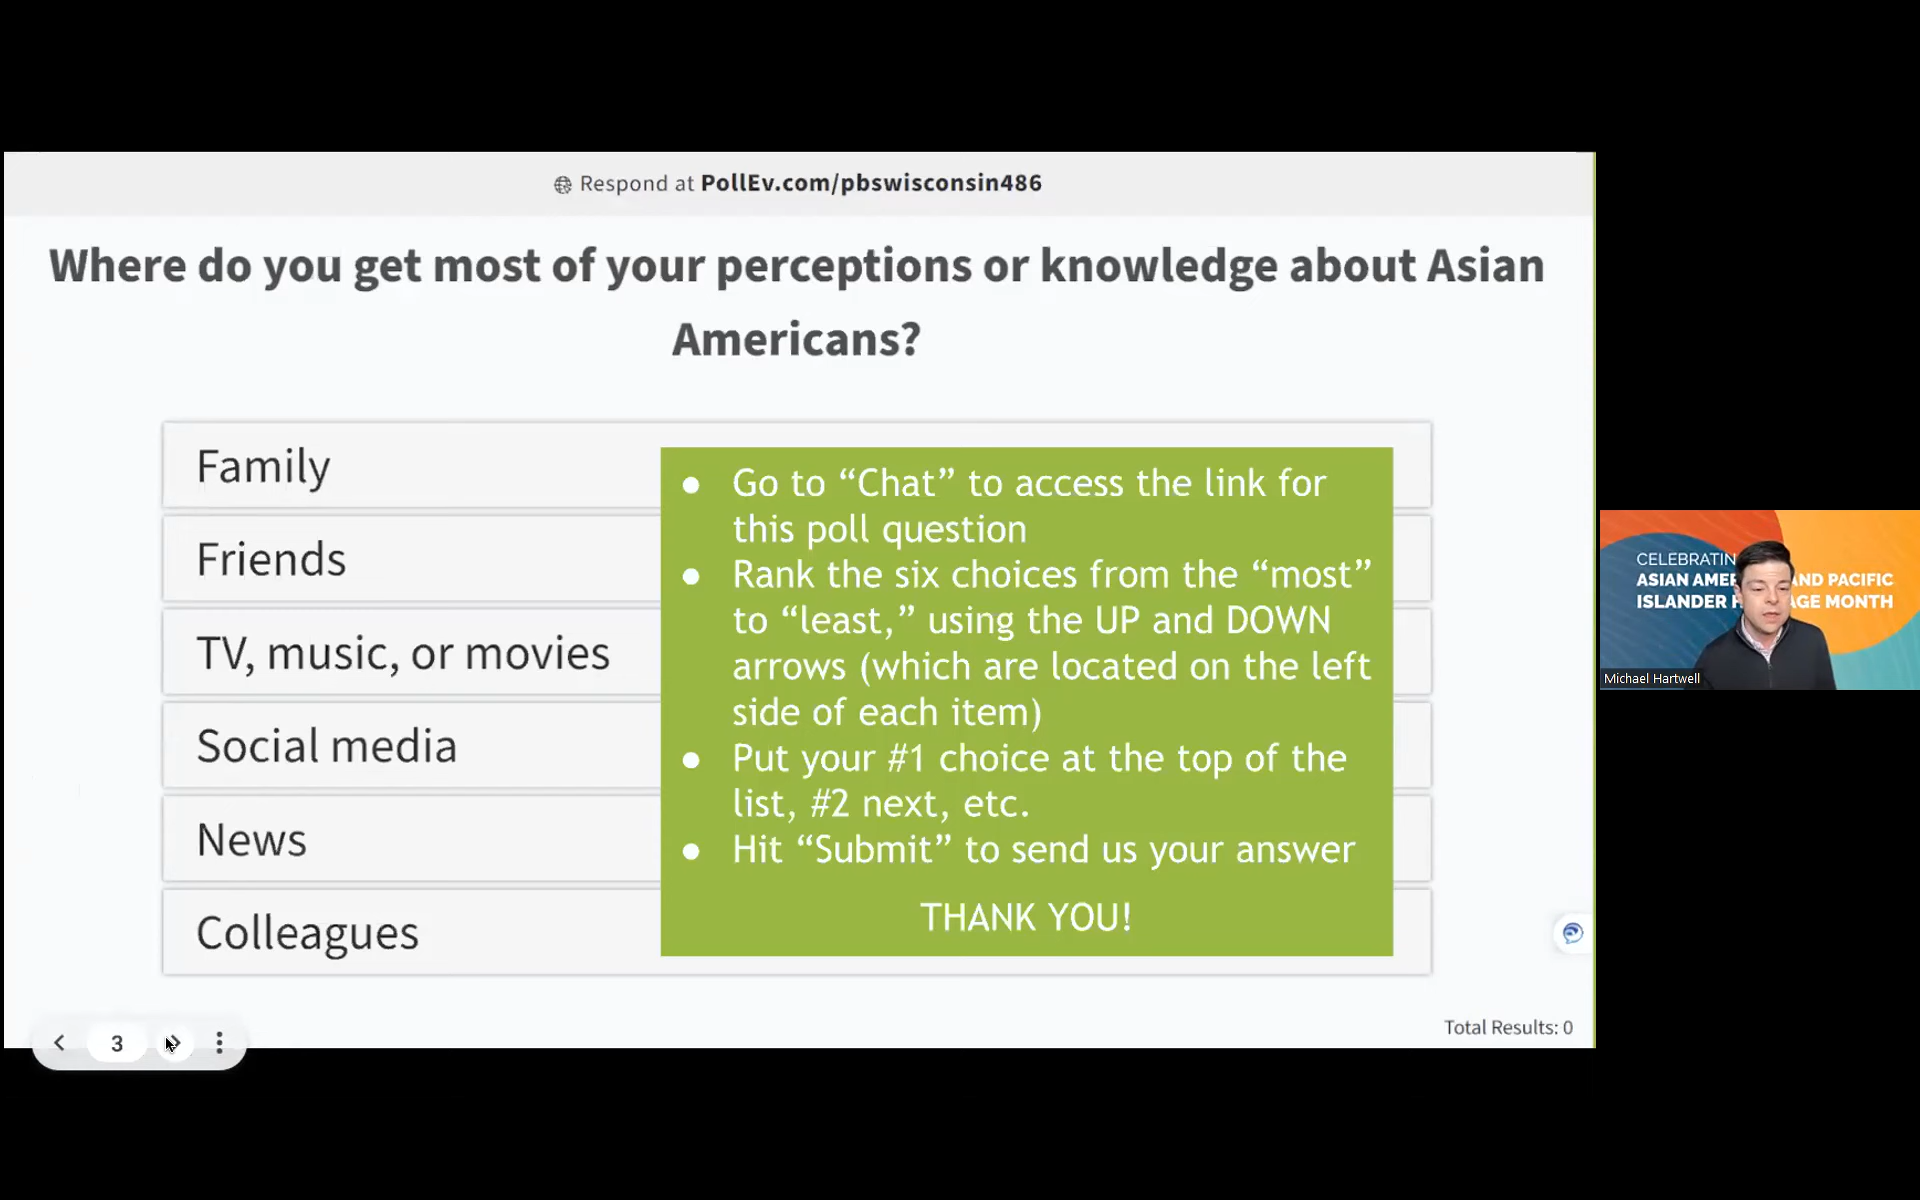 Respond at PollEv.com/pbswisconsin486
Where do you get most of your perceptions or knowledge about Asian
Americans?
Family
Friends
TV, music, or movies
Social media
News
Colleagues
● Go to “Chat” to access the link for
this poll question
● Rank the six choices from the “most”
to “least,” using the UP and DOWN
arrows (which are located on the left
side of each item)
● Put your #1 choice at the top of the
list, #2 next, etc.
● Hit “Submit” to send us your answer
THANK YOU!
Total Results: 0
3
CELEBRATIN
ASIAN AME AND PACIFIC
ISLANDER H AGE MONTH
Michael Hartwell